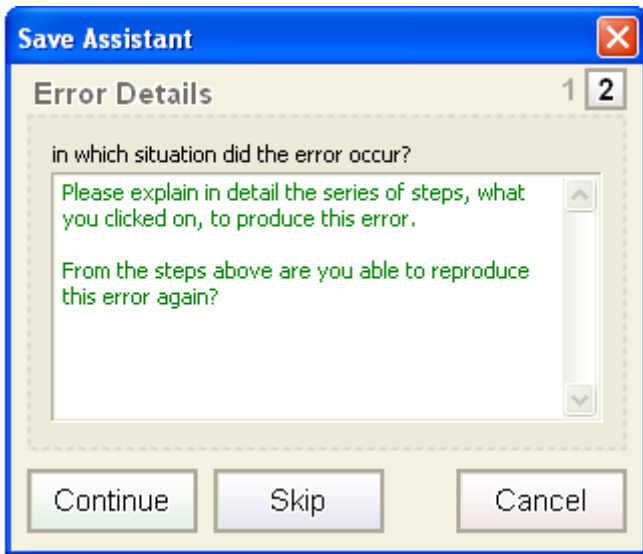 Save Assistant
Error Details
1 2
in which situation did the error occur?
Please explain in detail the series of steps, what
you clicked on, to produce this error.
From the steps above are you able to reproduce
this error again?
Continue Skip Cancel